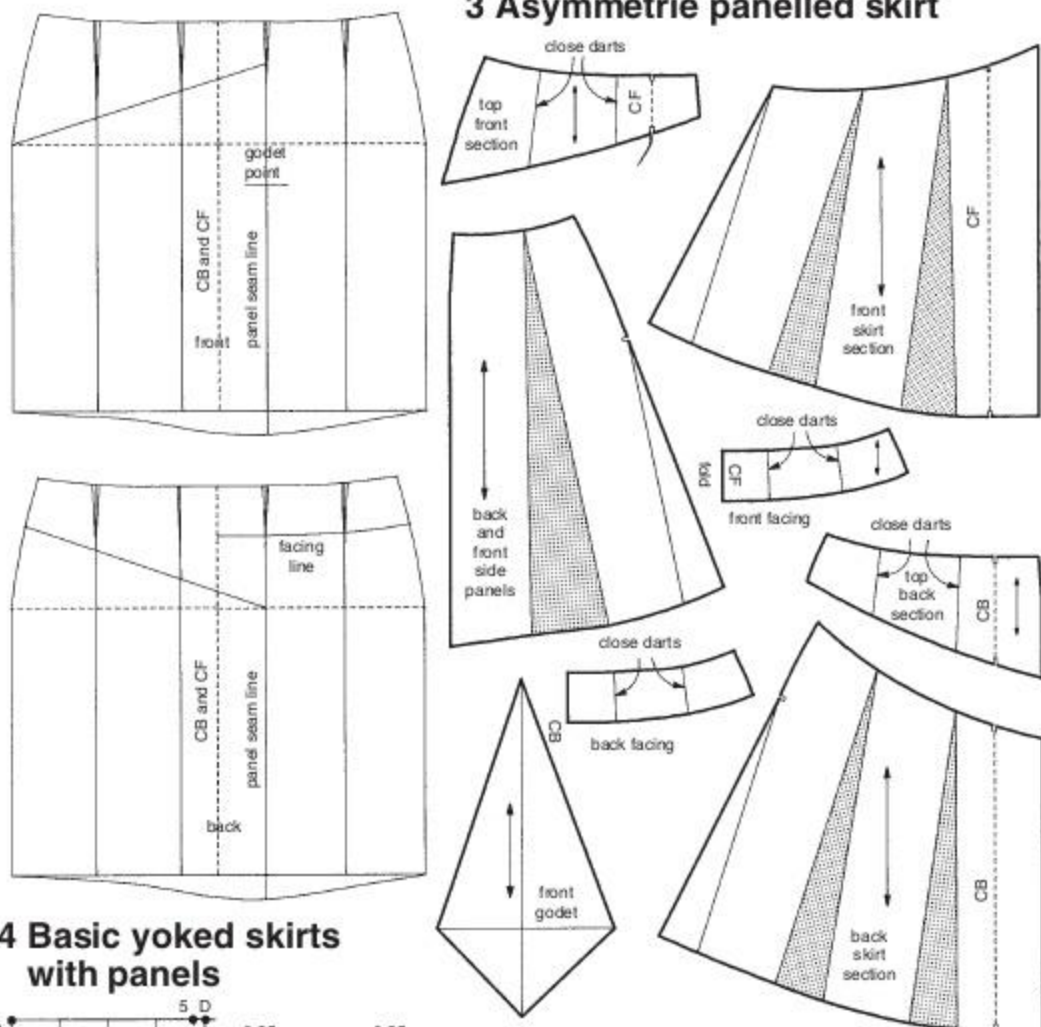 3 Asymmetric panelled skirt
close darts
top
front
section
CF
godet
point
CB and CF
panel seam line
front
CF
front
skirt
section
close darts
CF
fold
front facing
back
and
front
side
panels
facing
line
CB and CF
panel seam line
back
close darts
top
back
section
CB
close darts
CB
back facing
front
godet
CB
back
skirt
section
4 Basic yoked skirts
with panels
5 D